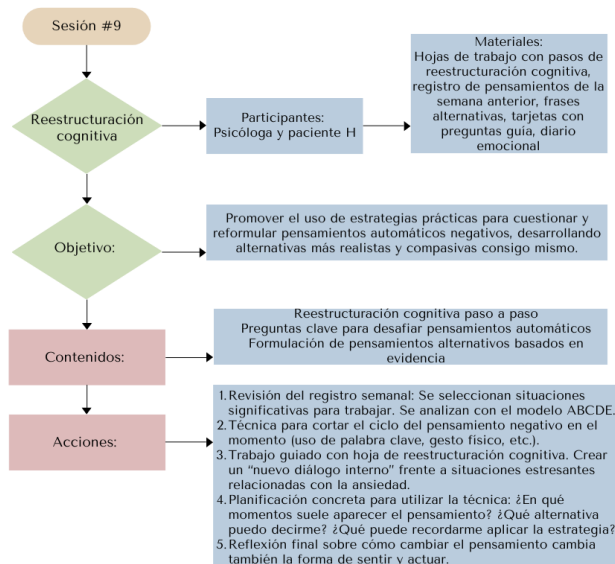 Sesión #9
Reestructuración
cognitiva
Participantes:
Psicóloga y paciente H
Materiales:
Hojas de trabajo con pasos de
reestructuración cognitiva,
registro de pensamientos de la
semana anterior, frases
alternativas, tarjetas con
preguntas guía, diario
emocional
Objetivo:
Promover el uso de estrategias prácticas para cuestionar y
reformular pensamientos automáticos negativos, desarrollando
alternativas más realistas y compasivas consigo mismo.
Contenidos:
Reestructuración cognitiva paso a paso
Preguntas clave para desafiar pensamientos automáticos
Formulación de pensamientos alternativos basados en
evidencia
Acciones:
1. Revisión del registro semanal: Se seleccionan situaciones
significativas para trabajar. Se analizan con el modelo ABCDE.
2. Técnica para cortar el ciclo del pensamiento negativo en el
momento (uso de palabra clave, gesto físico, etc.).
3. Trabajo guiado con hoja de reestructuración cognitiva. Crear
un “nuevo diálogo interno” frente a situaciones estresantes
relacionadas con la ansiedad.
4. Planificación concreta para utilizar la técnica: ¿En qué
momentos suele aparecer el pensamiento? ¿Qué alternativa
puedo decirme? ¿Qué puede recordarme aplicar la estrategia?
5. Reflexión final sobre cómo cambiar el pensamiento cambia
también la forma de sentir y actuar.